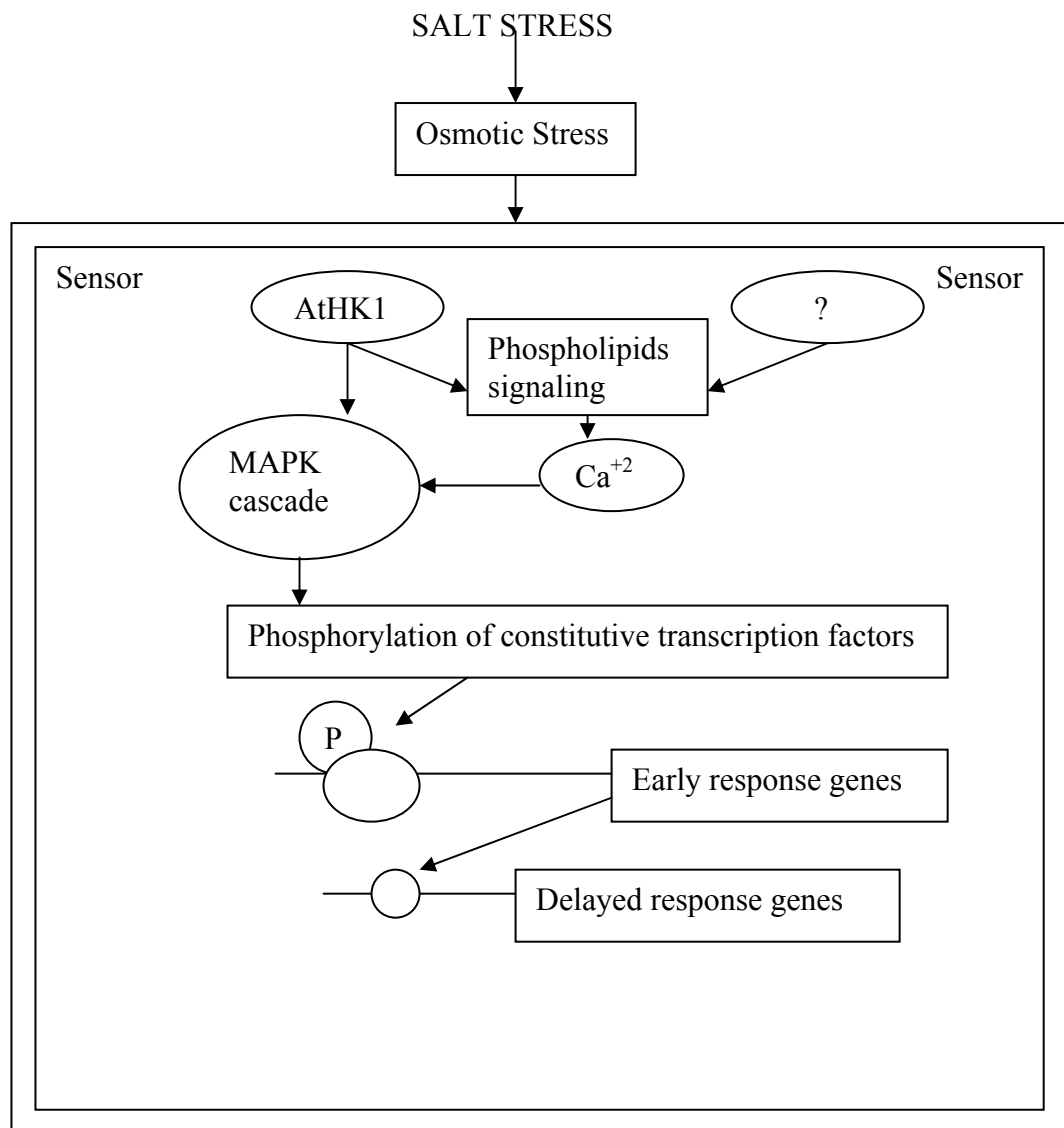 SALT STRESS
Osmotic Stress
Sensor
Sensor
AtHK1
?
Phospholipids
signaling
MAPK
cascade
Ca+2
Phosphorylation of constitutive transcription factors
P
Early response genes
Delayed response genes